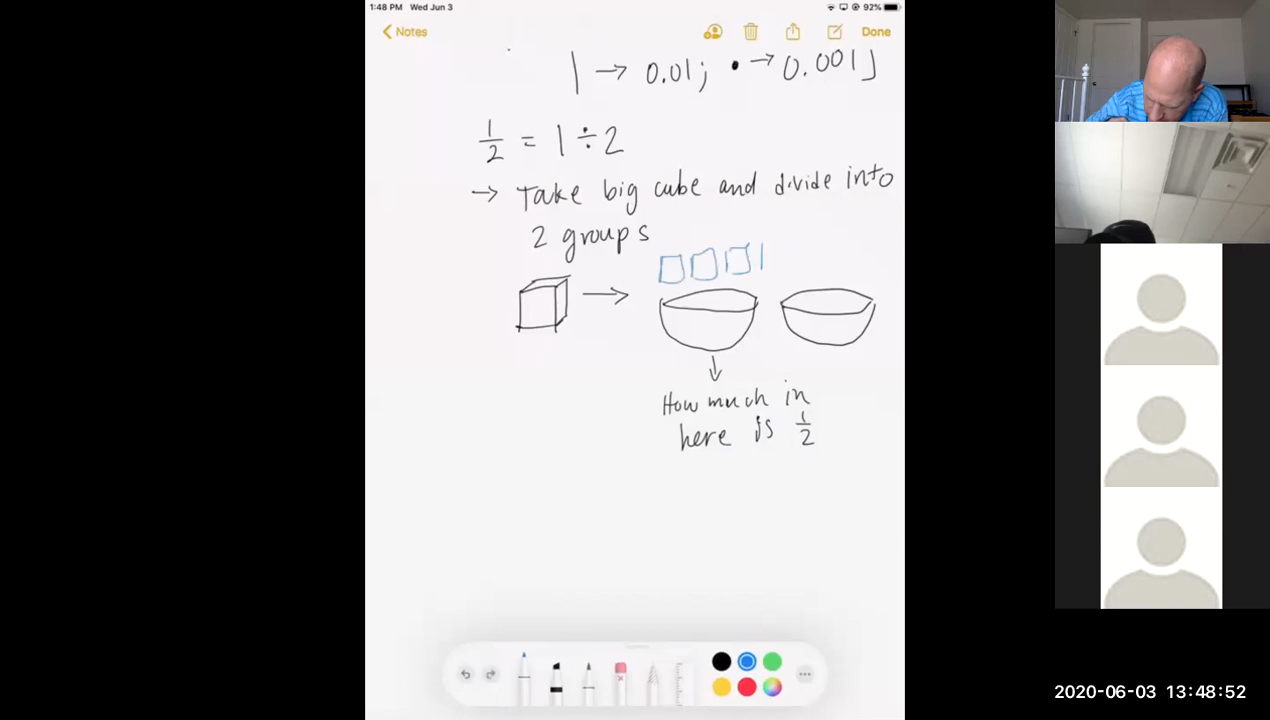 1:48 PM Wed Jun 3
92%
Notes
Done
| → 0.01; • → 0.001]
1/2 = 1 ÷ 2
→ Take big cube and divide into
2 groups
→
How much in
here is 1/2
2020-06-03 13:48:52